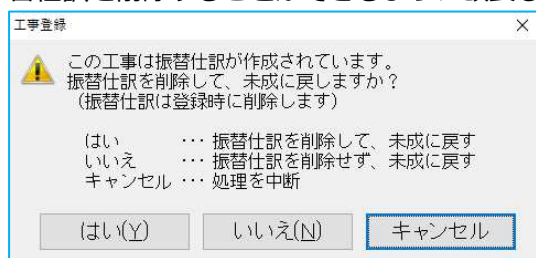 工事登録
この工事は振替仕訳が作成されています。
振替仕訳を削除して、未成に戻しますか？
（振替仕訳は登録時に削除します）
はい ・・・ 振替仕訳を削除して、未成に戻す
いいえ ・・・ 振替仕訳を削除せず、未成に戻す
キャンセル ・・・ 処理を中断
はい(Y) いいえ(N) キャンセル